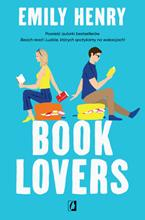 EMILY HENRY
Powieść autorki bestsellerów
Beach read i Ludzie, których spotykamy na wakacjach!
BOOK
LOVERS